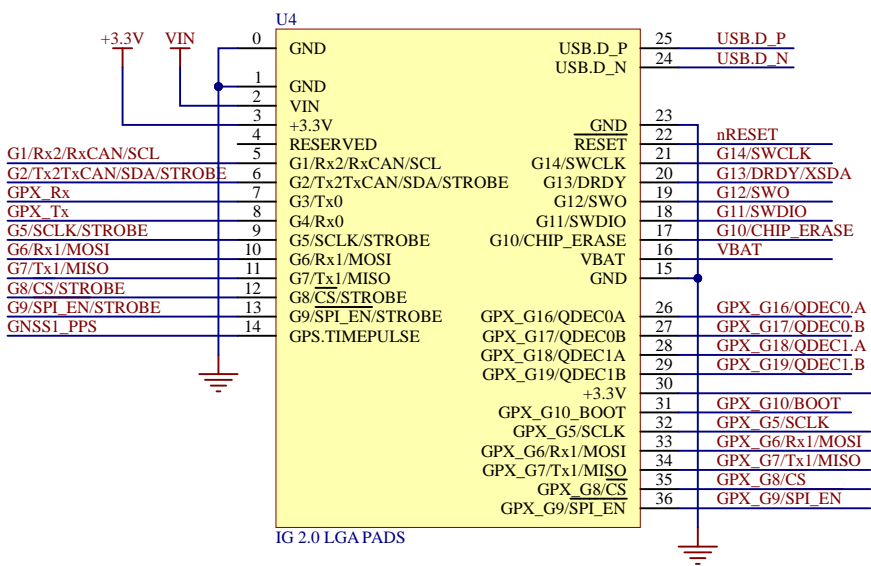 U4
+3.3V VIN
0 GND
1 GND
2 VIN
3 +3.3V
4 RESERVED
G1/Rx2/RxCAN/SCL 5 G1/Rx2/RxCAN/SCL
G2/Tx2TxCAN/SDA/STROBE 6 G2/Tx2TxCAN/SDA/STROBE
GPX_Rx 7 G3/Tx0
GPX_Tx 8 G4/Rx0
G5/SCLK/STROBE 9 G5/SCLK/STROBE
G6/Rx1/MOSI 10 G6/Rx1/MOSI
G7/Tx1/MISO 11 G7/Tx1/MISO
G8/CS/STROBE 12 G8/CS/STROBE
G9/SPI_EN/STROBE 13 G9/SPI_EN/STROBE
GNSS1_PPS 14 GPS.TIMEPULSE
USB.D_P 25 USB.D_P
USB.D_N 24 USB.D_N
GND 23
RESET 22 nRESET
G14/SWCLK 21 G14/SWCLK
G13/DRDY 20 G13/DRDY/XSDA
G12/SWO 19 G12/SWO
G11/SWDIO 18 G11/SWDIO
G10/CHIP_ERASE 17 G10/CHIP_ERASE
VBAT 16 VBAT
GND 15
GPX_G16/QDEC0A 26 GPX_G16/QDEC0.A
GPX_G17/QDEC0B 27 GPX_G17/QDEC0.B
GPX_G18/QDEC1A 28 GPX_G18/QDEC1.A
GPX_G19/QDEC1B 29 GPX_G19/QDEC1.B
+3.3V 30
GPX_G10_BOOT 31 GPX_G10/BOOT
GPX_G5/SCLK 32 GPX_G5/SCLK
GPX_G6/Rx1/MOSI 33 GPX_G6/Rx1/MOSI
GPX_G7/Tx1/MISO 34 GPX_G7/Tx1/MISO
GPX_G8/CS 35 GPX_G8/CS
GPX_G9/SPI_EN 36 GPX_G9/SPI_EN
IG 2.0 LGA PADS